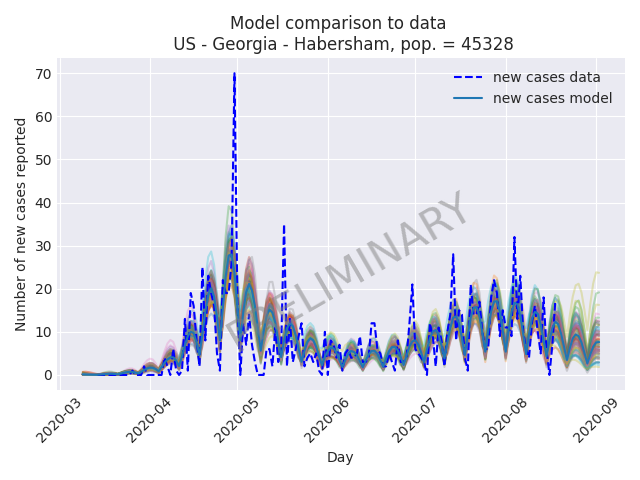 Model comparison to data
US - Georgia - Habersham, pop. = 45328
new cases data
new cases model
Number of new cases reported
70
60
50
40
30
20
10
0
PRELIMINARY
2020-03
2020-04
2020-05
2020-06
2020-07
2020-08
2020-09
Day